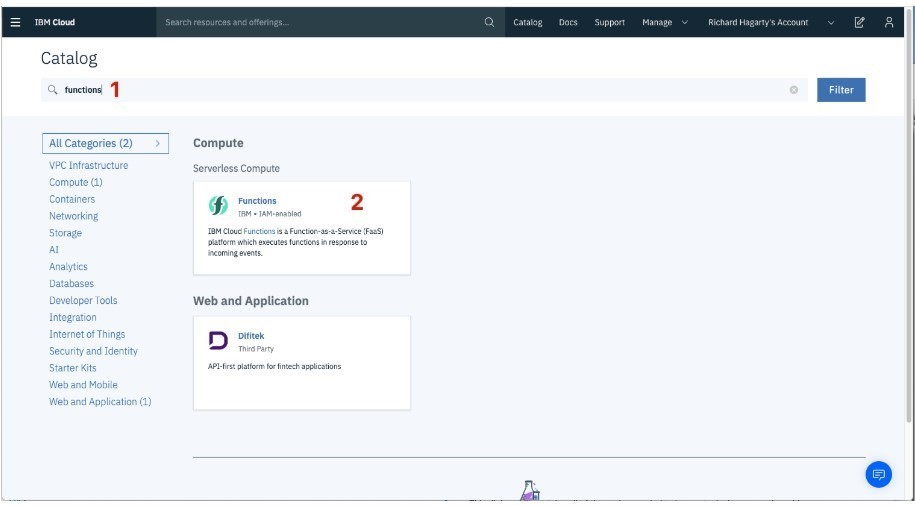 IBM Cloud
Search resources and offerings...
Catalog
Docs
Support
Manage
Richard Hagarty's Account
Catalog
functions 1
Filter
All Categories (2)
VPC Infrastructure
Compute (1)
Containers
Networking
Storage
AI
Analytics
Databases
Developer Tools
Integration
Internet of Things
Security and Identity
Starter Kits
Web and Mobile
Web and Application (1)
Compute
Serverless Compute
Functions 2
IBM • IAM-enabled
IBM Cloud Functions is a Function-as-a-Service (FaaS)
platform which executes functions in response to
incoming events.
Web and Application
Difitek
Third Party
API-first platform for fintech applications